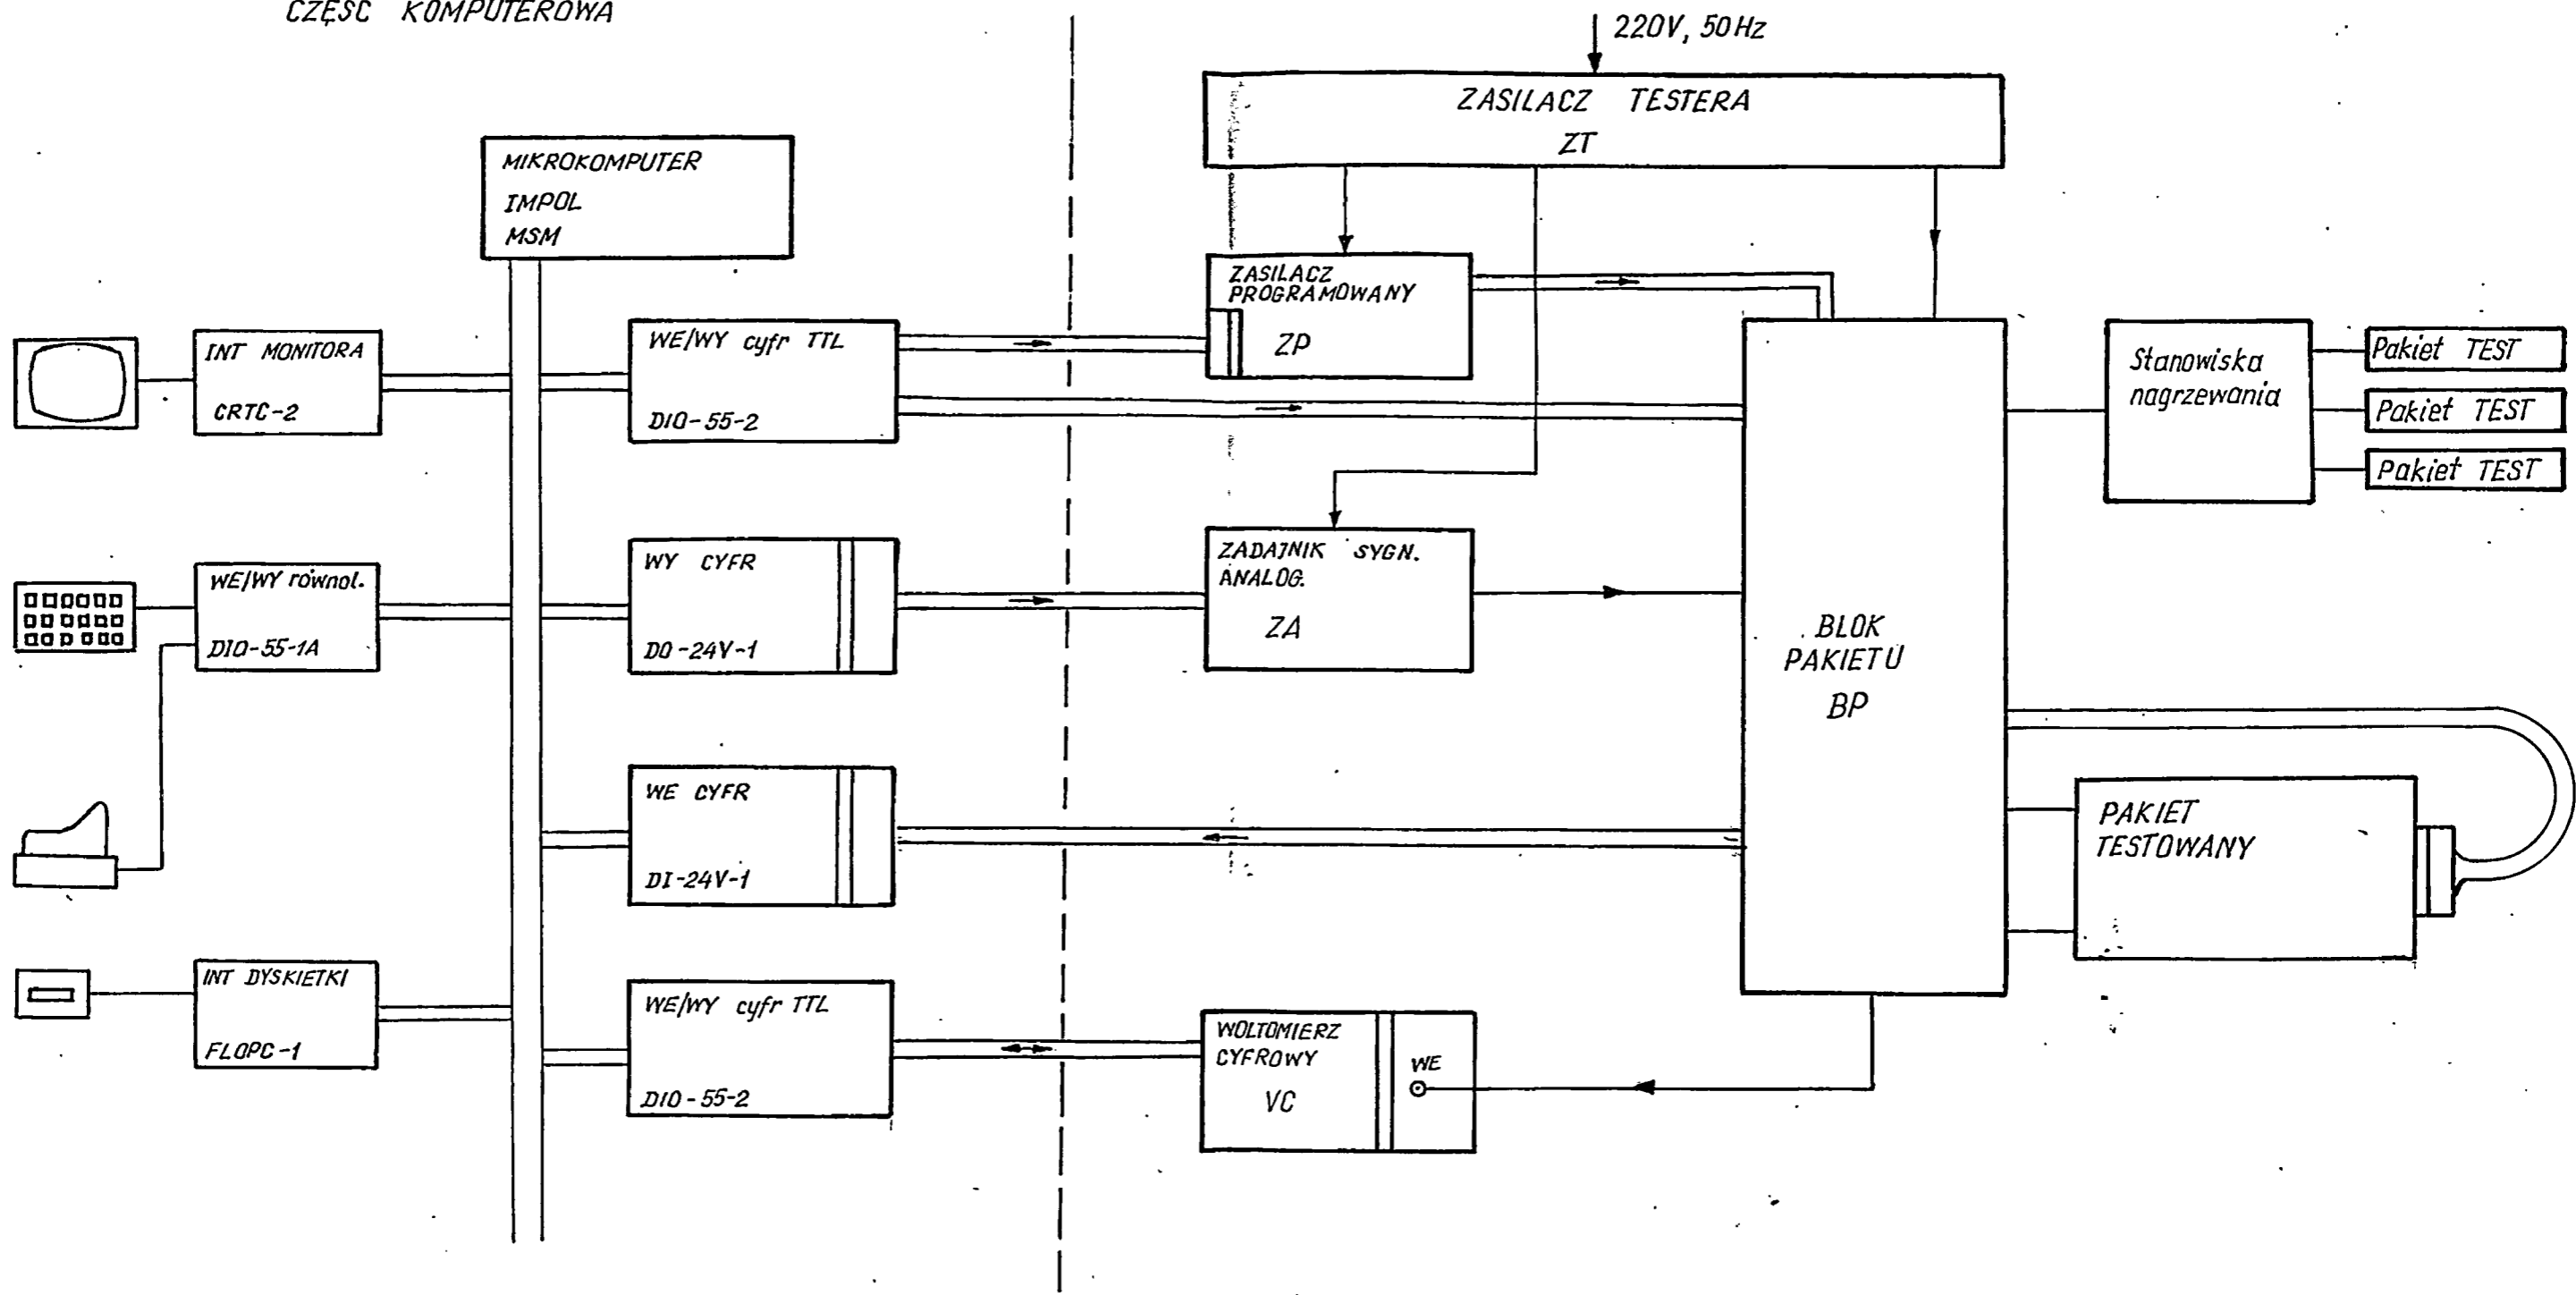 CZĘSC KOMPUTEROWA
220V, 50Hz
ZASILACZ TESTERA
ZT
MIKROKOMPUTER
IMPOL
MSM
ZASILACZ
PROGRAMOWANY
ZP
INT MONITORA
CRTC-2
WE/WY cyfr TTL
DIO-55-2
Stanowiska
nagrzewania
Pakiet TEST
Pakiet TEST
Pakiet TEST
WE/WY równol.
DIO-55-1A
WY CYFR
DO-24V-1
ZADAJNIK SYGN.
ANALOG.
ZA
BLOK
PAKIETU
BP
WE CYFR
DI-24V-1
PAKIET
TESTOWANY
INT DYSKIETKI
FLOPC-1
WE/WY cyfr TTL
DIO-55-2
WOLTOMIERZ
CYFROWY
VC
WE